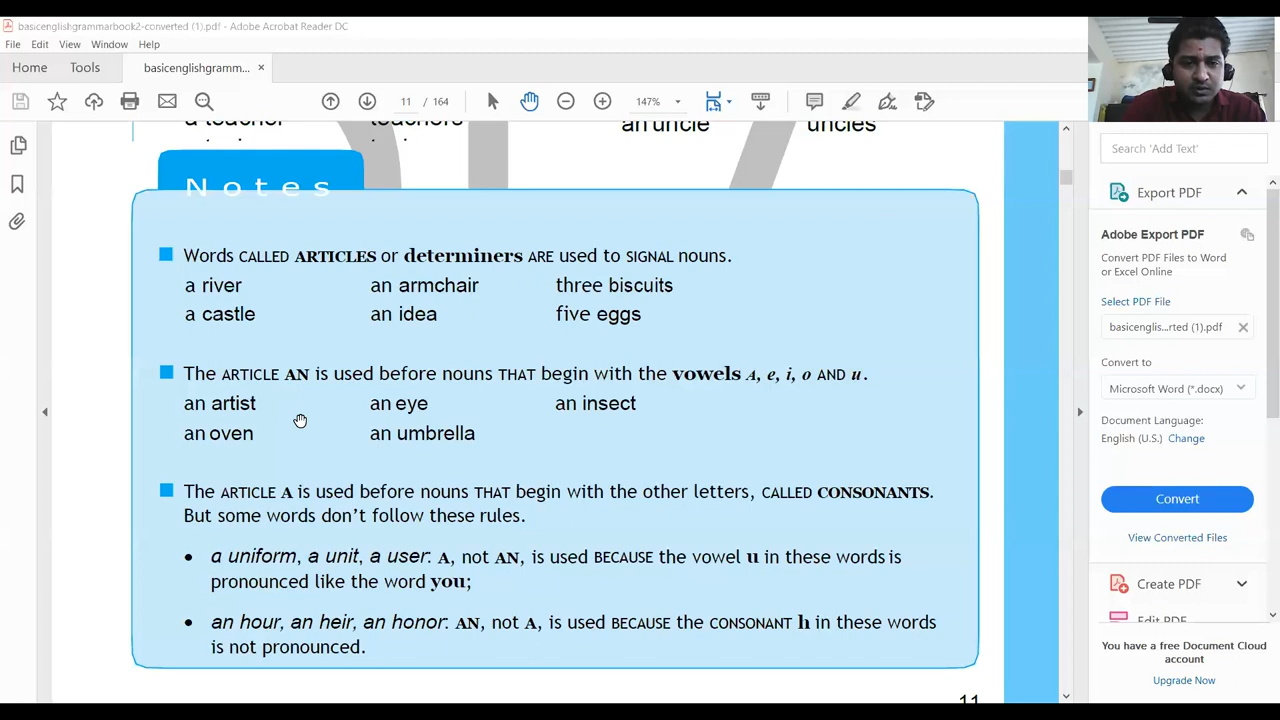 basicenglishgrammarbook2-converted (1).pdf - Adobe Acrobat Reader DC
File Edit View Window Help
Home Tools basicenglishgramm... ×
11 / 164 147%
a teacher teachers an uncle uncles
Notes
Words CALLED ARTICLES or determiners ARE used to SIGNAL nouns.
a river an armchair three biscuits
a castle an idea five eggs
The ARTICLE AN is used before nouns THAT begin with the vowels A, e, i, o AND u.
an artist an eye an insect
an oven an umbrella
The ARTICLE A is used before nouns THAT begin with the other letters, CALLED CONSONANTS.
But some words don't follow these rules.
• a uniform, a unit, a user: A, not AN, is used BECAUSE the vowel u in these words is
pronounced like the word you;
• an hour, an heir, an honor: AN, not A, is used BECAUSE the CONSONANT h in these words
is not pronounced.
11
Search 'Add Text'
Export PDF
Adobe Export PDF
Convert PDF Files to Word
or Excel Online
Select PDF File
basicenglis...rted (1).pdf
Convert to
Microsoft Word (*.docx)
Document Language:
English (U.S.) Change
Convert
View Converted Files
Create PDF
Edit PDF
You have a free Document Cloud
account
Upgrade Now